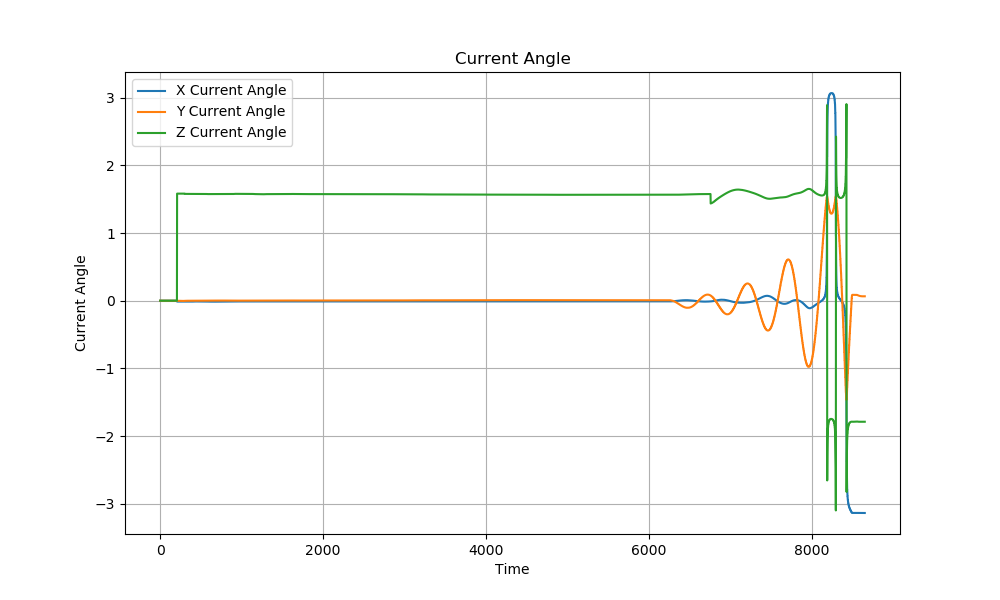 Current Angle
X Current Angle
Y Current Angle
Z Current Angle
3
2
1
0
−1
−2
−3
Current Angle
0 2000 4000 6000 8000
Time